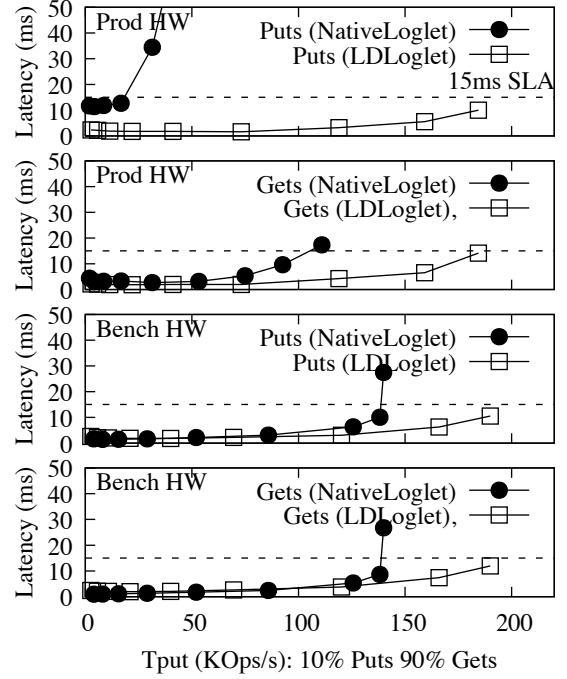 Latency (ms)
50
40
30
20
10
0
Prod HW
Puts (NativeLoglet)
Puts (LDLoglet)
15ms SLA
Latency (ms)
50
40
30
20
10
0
Prod HW
Gets (NativeLoglet)
Gets (LDLoglet),
Latency (ms)
50
40
30
20
10
0
Bench HW
Puts (NativeLoglet)
Puts (LDLoglet)
Latency (ms)
50
40
30
20
10
0
Bench HW
Gets (NativeLoglet)
Gets (LDLoglet),
0 50 100 150 200
Tput (KOps/s): 10% Puts 90% Gets